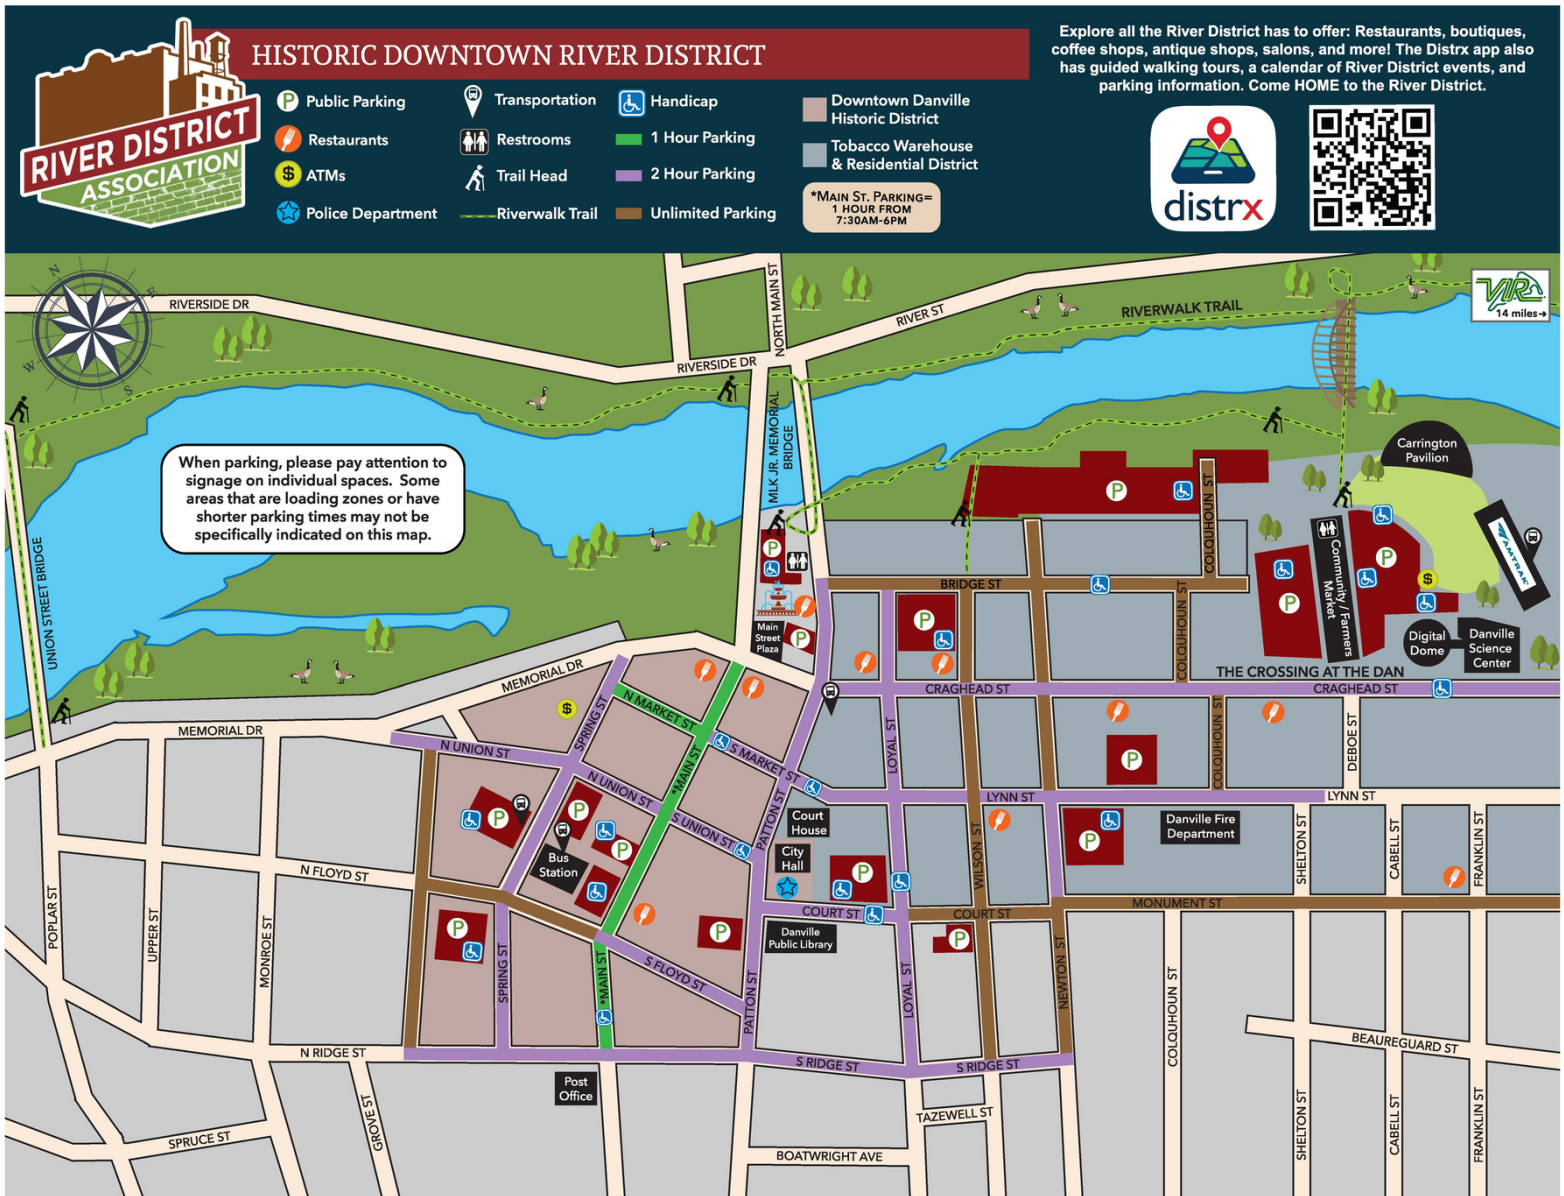 RIVER DISTRICT
ASSOCIATION
HISTORIC DOWNTOWN RIVER DISTRICT
P Public Parking
Restaurants
$ ATMs
Police Department
Transportation
Restrooms
Trail Head
Riverwalk Trail
Handicap
1 Hour Parking
2 Hour Parking
Unlimited Parking
Downtown Danville
Historic District
Tobacco Warehouse
& Residential District
*MAIN ST. PARKING=
1 HOUR FROM
7:30AM-6PM
Explore all the River District has to offer: Restaurants, boutiques,
coffee shops, antique shops, salons, and more! The Distrx app also
has guided walking tours, a calendar of River District events, and
parking information. Come HOME to the River District.
distrx
N
E
W
S
RIVERSIDE DR
RIVERSIDE DR
NORTH MAIN ST
RIVER ST
RIVERWALK TRAIL
VIR
14 miles→
When parking, please pay attention to
signage on individual spaces. Some
areas that are loading zones or have
shorter parking times may not be
specifically indicated on this map.
MLK JR. MEMORIAL
BRIDGE
UNION STREET BRIDGE
Carrington
Pavilion
AMTRAK
P
COLQUHOUN ST
P
P
P
Community / Farmers
Market
$
BRIDGE ST
COLQUHOUN ST
P
Main
Street
Plaza
P
Digital
Dome
Danville
Science
Center
THE CROSSING AT THE DAN
CRAGHEAD ST
CRAGHEAD ST
MEMORIAL DR
MEMORIAL DR
$
SPRING ST
N MARKET ST
S MARKET ST
*MAIN ST
N UNION ST
N UNION ST
S UNION ST
PATTON ST
LOYAL ST
COLQUHOUN ST
DEBOE ST
P
LYNN ST
LYNN ST
P
P
P
Bus
Station
Court
House
City
Hall
P
WILSON ST
P
Danville Fire
Department
SHELTON ST
CABELL ST
FRANKLIN ST
N FLOYD ST
POPLAR ST
UPPER ST
MONROE ST
P
SPRING ST
*MAIN ST
S FLOYD ST
P
PATTON ST
COURT ST
COURT ST
MONUMENT ST
Danville
Public Library
P
LOYAL ST
NEWTON ST
COLQUHOUN ST
BEAUREGUARD ST
N RIDGE ST
S RIDGE ST
S RIDGE ST
Post
Office
GROVE ST
SPRUCE ST
TAZEWELL ST
BOATWRIGHT AVE
SHELTON ST
CABELL ST
FRANKLIN ST